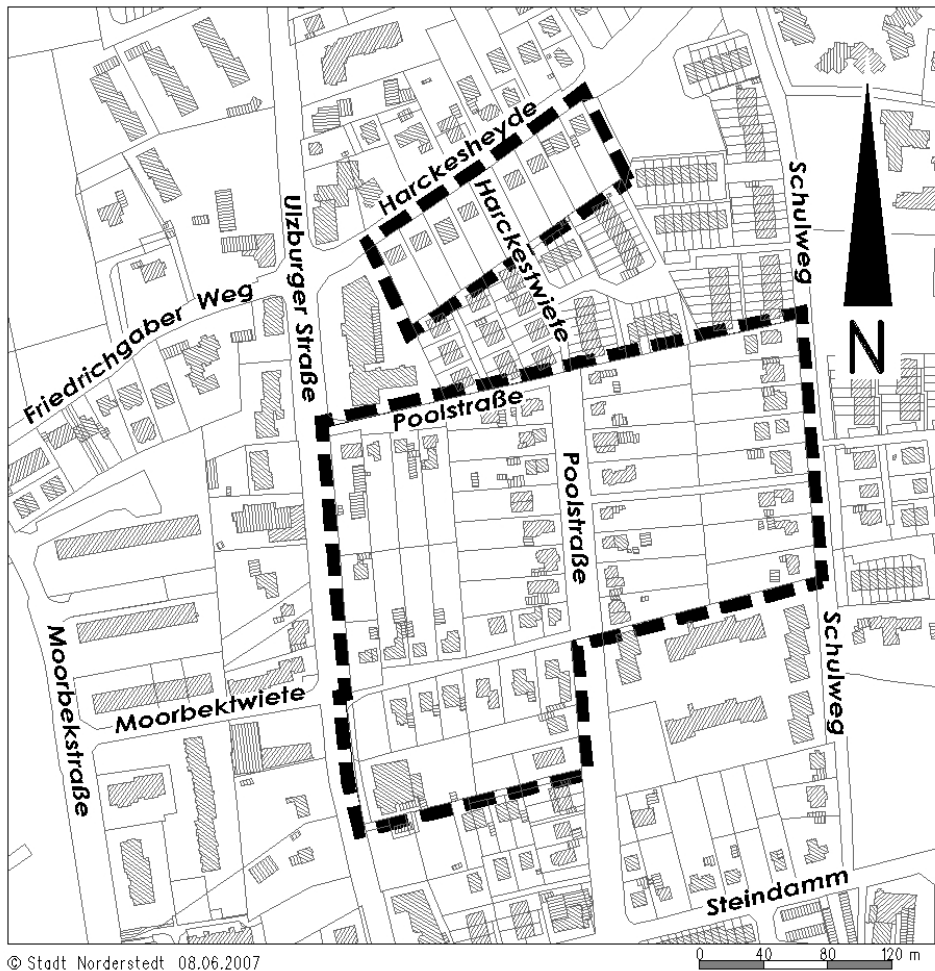 Harckesheyde
Ulzburger Straße
Harckestwiete
Schulweg
Friedrichgaber Weg
N
Poolstraße
Poolstraße
Moorbekstraße
Moorbektwiete
Schulweg
Steindamm
© Stadt Norderstedt 08.06.2007
0 40 80 120 m